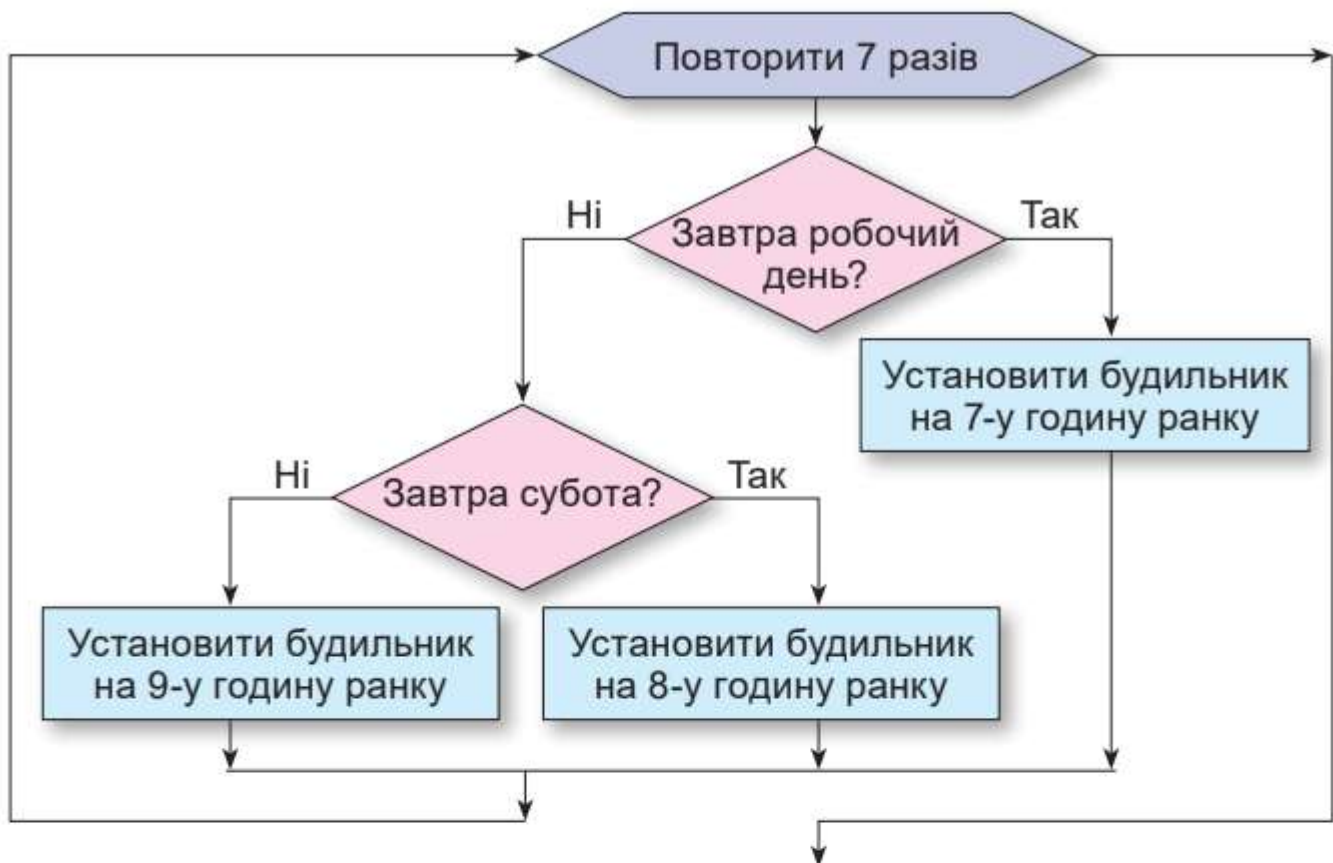 Повторити 7 разів
Ні
Так
Завтра робочий
день?
Установити будильник
на 7-у годину ранку
Ні
Так
Завтра субота?
Установити будильник
на 9-у годину ранку
Установити будильник
на 8-у годину ранку